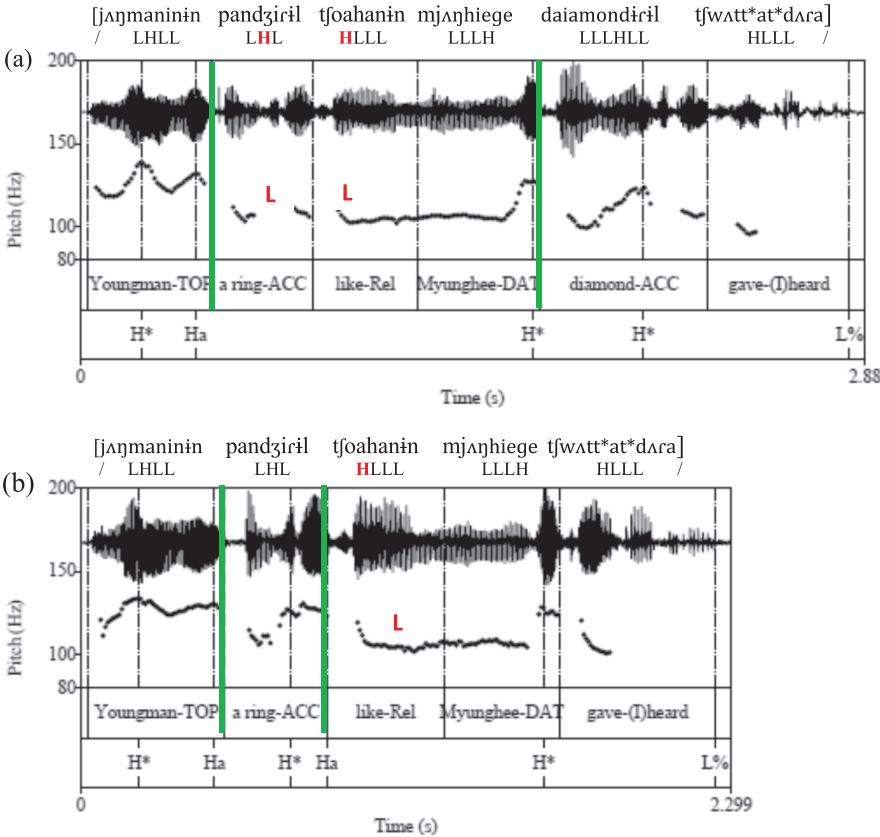 [jʌŋmaninɨn pandʒiɾɨl tʃoahanɨn mjʌŋhiege daiamondɨɾɨl tʃwʌtt*at*dʌɾa]
/ LHLL LHL HLLL LLLH LLLHLL HLLL /
(a)
200
150
100
80
Pitch (Hz)
L L
Youngman-TOP a ring-ACC like-Rel Myunghee-DAT diamond-ACC gave-(I)heard
H* Ha H* H* L%
0 2.88
Time (s)
[jʌŋmaninɨn pandʒiɾɨl tʃoahanɨn mjʌŋhiege tʃwʌtt*at*dʌɾa]
/ LHLL LHL HLLL LLLH HLLL /
(b)
200
150
100
80
Pitch (Hz)
L
Youngman-TOP a ring-ACC like-Rel Myunghee-DAT gave-(I)heard
H* Ha H* Ha H* L%
0 2.299
Time (s)